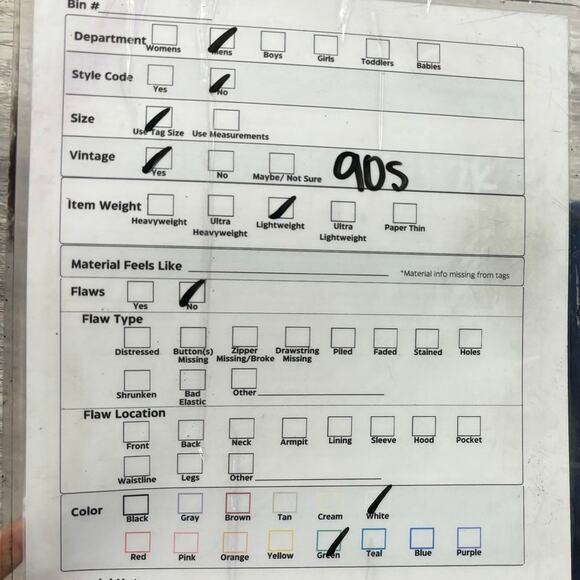 Bin #
Department Womens Mens Boys Girls Toddlers Babies
Style Code Yes No
Size Use Tag Size Use Measurements
Vintage Yes No Maybe/ Not Sure 90s
Item Weight Heavyweight Ultra Heavyweight Lightweight Ultra Lightweight Paper Thin
Material Feels Like *Material info missing from tags
Flaws Yes No
Flaw Type
Distressed Button(s) Missing Zipper Missing/Broke Drawstring Missing Piled Faded Stained Holes
Shrunken Bad Elastic Other
Flaw Location
Front Back Neck Armpit Lining Sleeve Hood Pocket
Waistline Legs Other
Color Black Gray Brown Tan Cream White
Red Pink Orange Yellow Green Teal Blue Purple